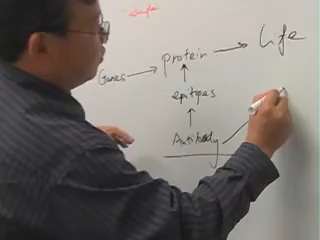 Genes → protein → Life
epitopes
Antibody